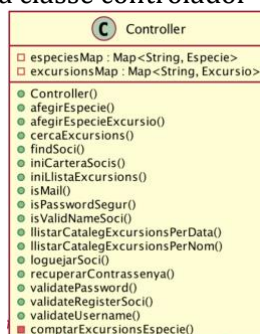 a classe controlador
C Controller
especiesMap : Map<String, Especie>
excursionsMap : Map<String, Excursio>
Controller()
afegirEspecie()
afegirEspecieExcursio()
cercaExcursions()
findSoci()
iniCarteraSocis()
iniLlistaExcursions()
isMail()
isPasswordSegur()
isValidNameSoci()
llistarCatalegExcursionsPerData()
llistarCatalegExcursionsPerNom()
loguejarSoci()
recuperarContrassenya()
validatePassword()
validateRegisterSoci()
validateUsername()
comptarExcursionsEspecie()